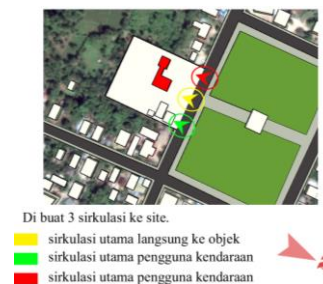 Di buat 3 sirkulasi ke site.
sirkulasi utama langsung ke objek
sirkulasi utama pengguna kendaraan
sirkulasi utama pengguna kendaraan